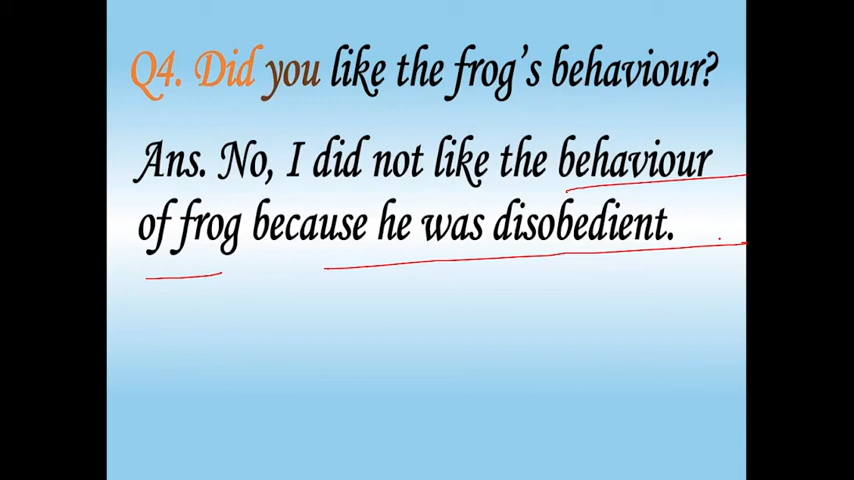 Q4. Did you like the frog's behaviour?
Ans. No, I did not like the behaviour
of frog because he was disobedient.